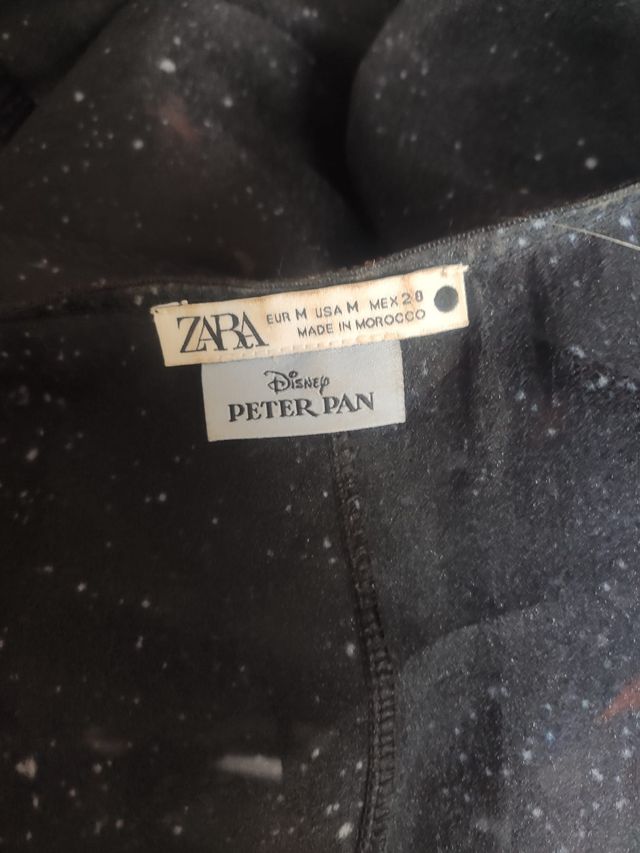 ZARA EUR M USA M MEX 28
MADE IN MOROCCO
Disney
PETER PAN